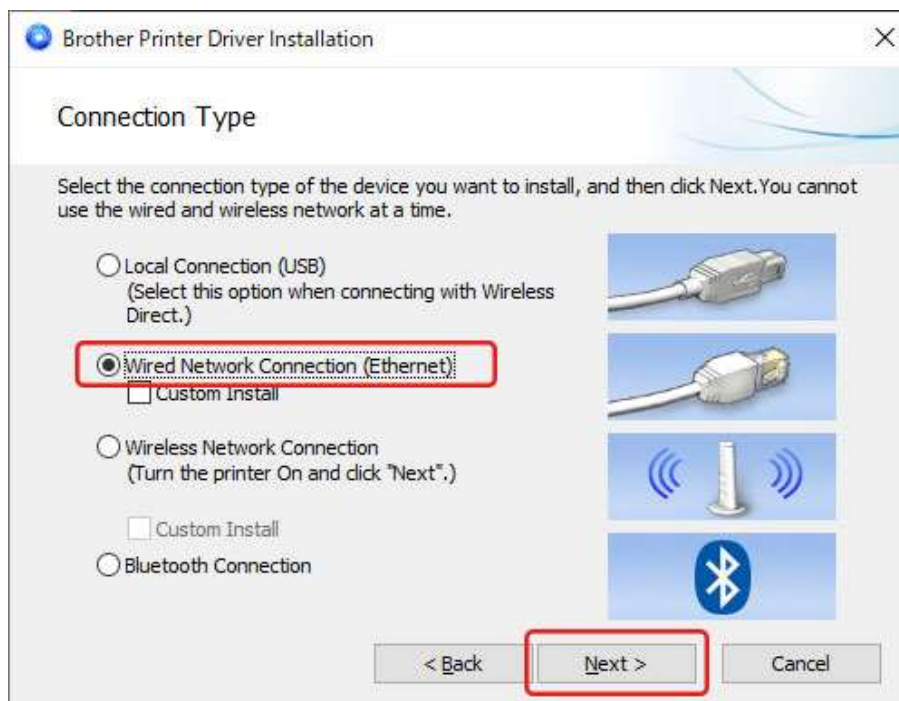 Brother Printer Driver Installation
Connection Type
Select the connection type of the device you want to install, and then click Next.You cannot
use the wired and wireless network at a time.
Local Connection (USB)
(Select this option when connecting with Wireless
Direct.)
Wired Network Connection (Ethernet)
Custom Install
Wireless Network Connection
(Turn the printer On and click "Next".)
Custom Install
Bluetooth Connection
< Back Next > Cancel